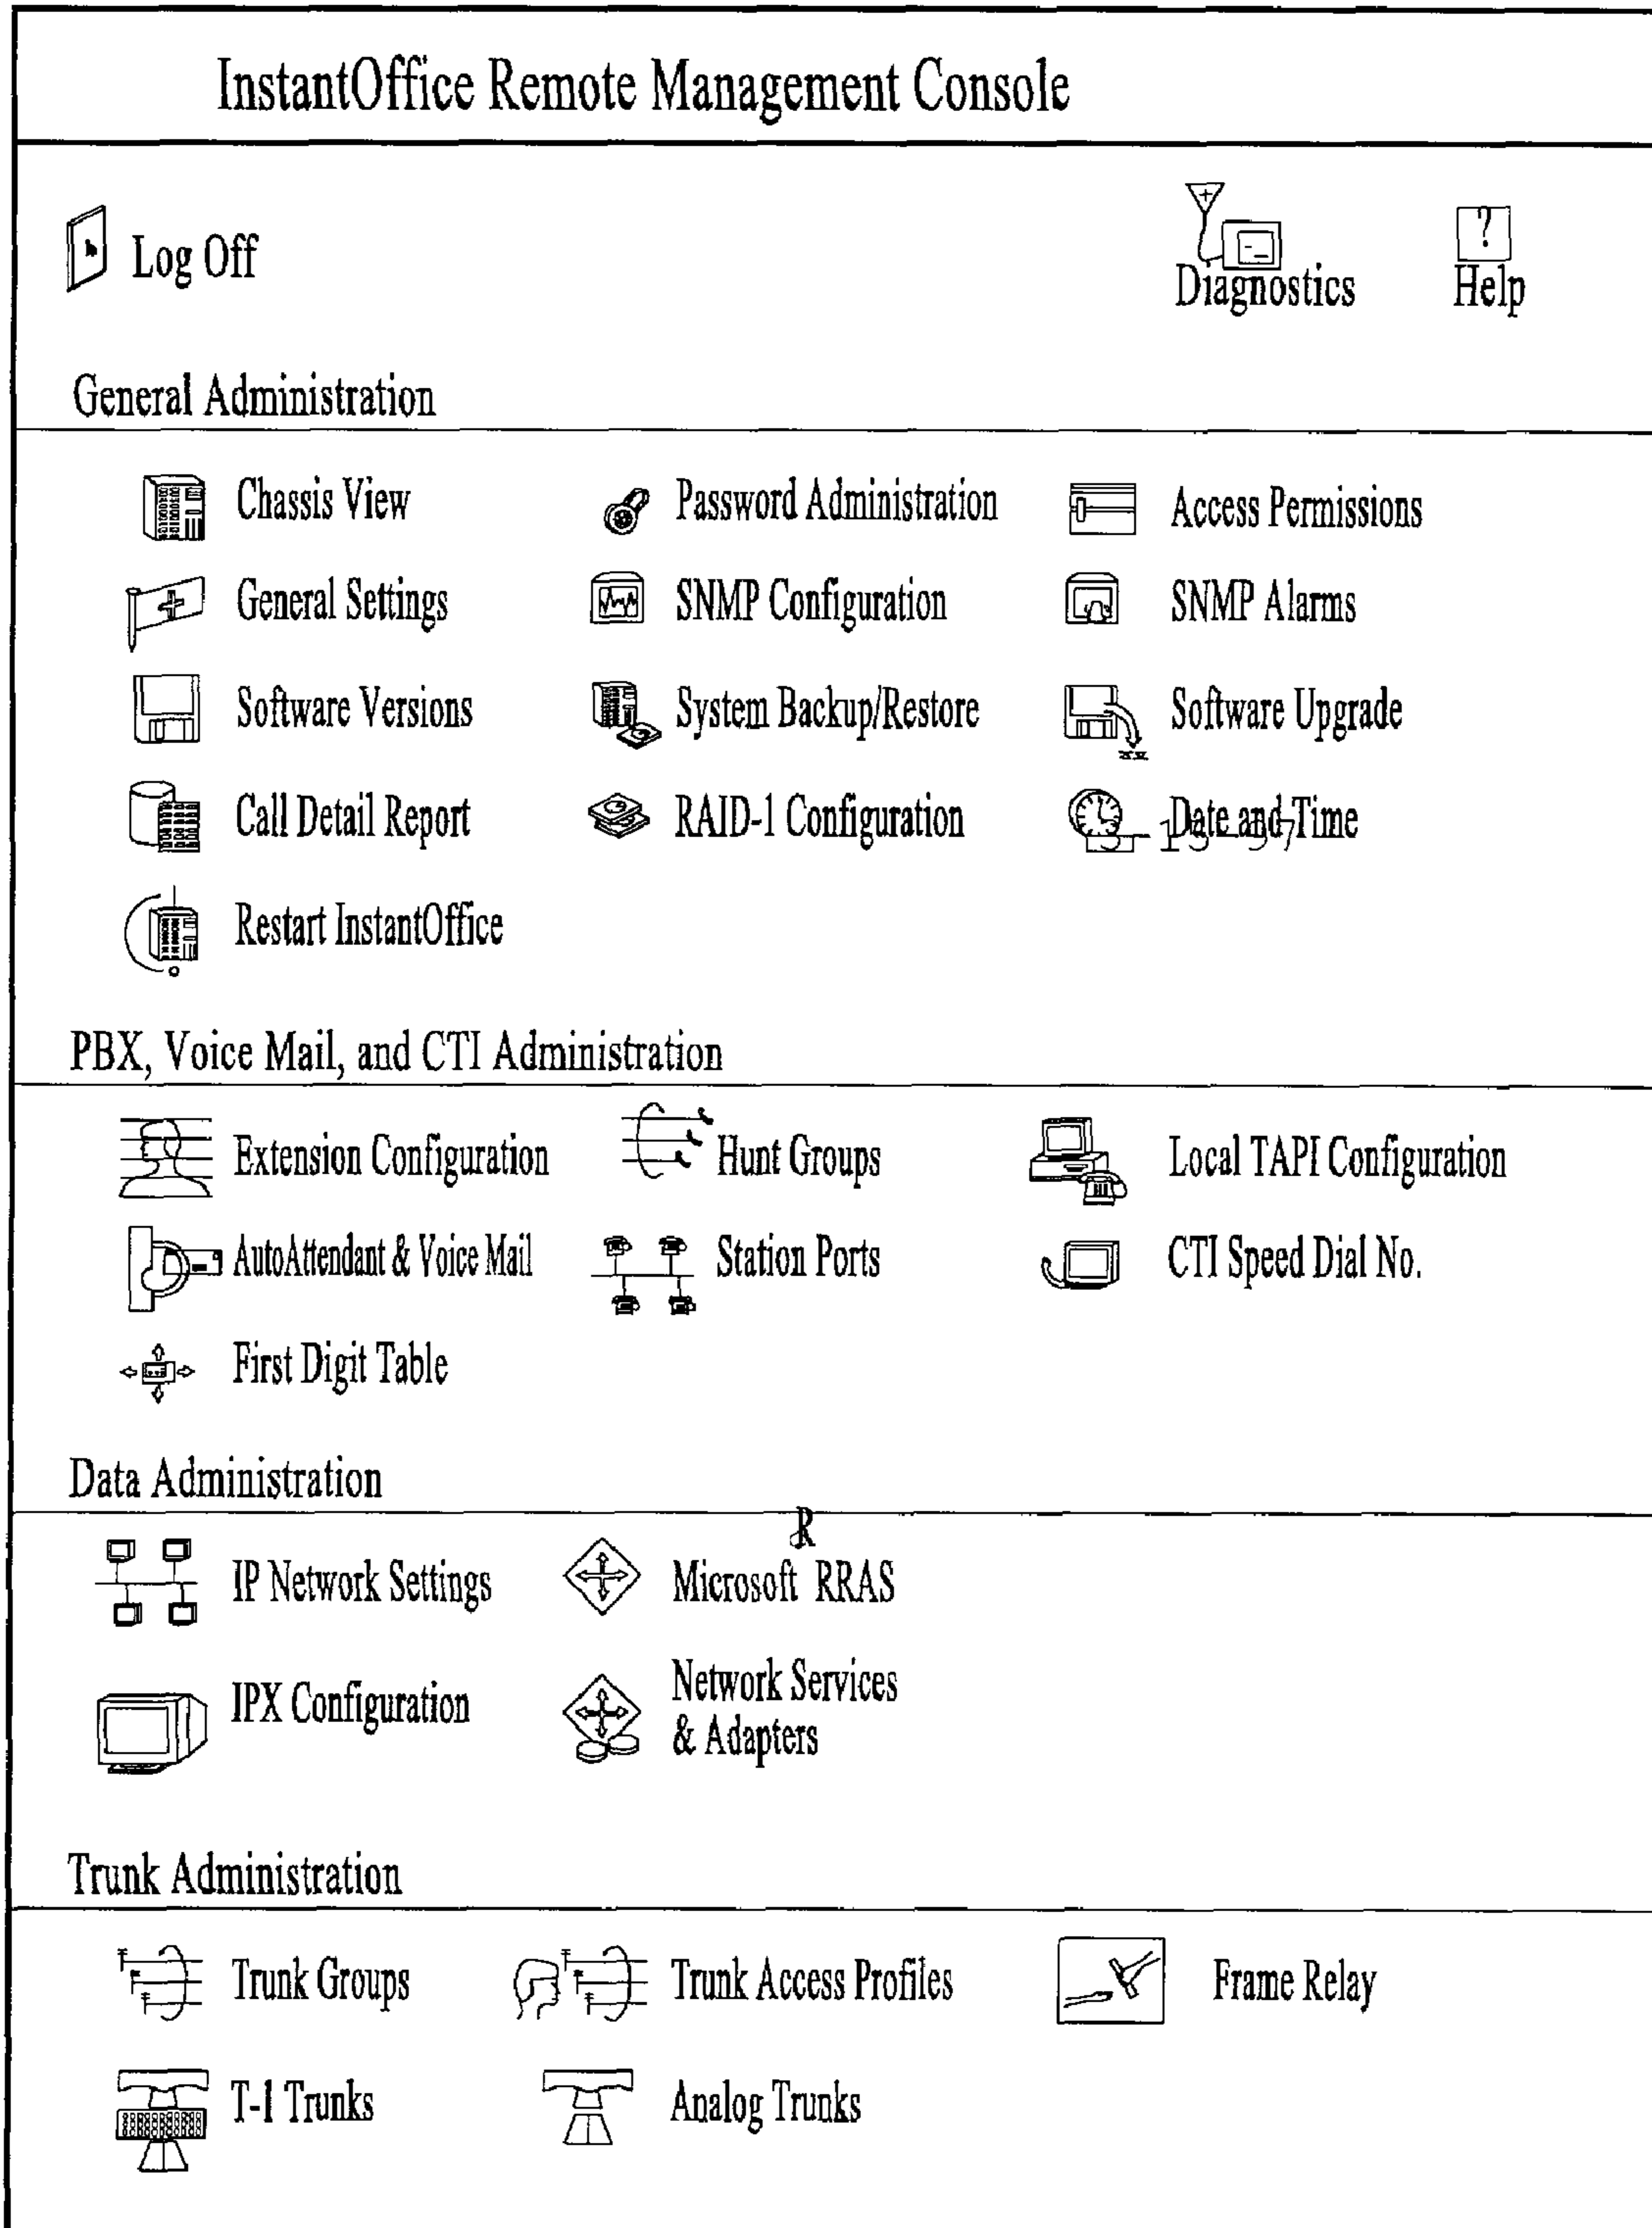 InstantOffice Remote Management Console
Log Off
Diagnostics
?
Help
General Administration
Chassis View
Password Administration
Access Permissions
General Settings
SNMP Configuration
SNMP Alarms
Software Versions
System Backup/Restore
Software Upgrade
Call Detail Report
RAID-1 Configuration
Date and Time
Restart InstantOffice
PBX, Voice Mail, and CTI Administration
Extension Configuration
Hunt Groups
Local TAPI Configuration
AutoAttendant & Voice Mail
Station Ports
CTI Speed Dial No.
First Digit Table
Data Administration
R
IP Network Settings
Microsoft RRAS
IPX Configuration
Network Services
& Adapters
Trunk Administration
Trunk Groups
Trunk Access Profiles
Frame Relay
T-1 Trunks
Analog Trunks